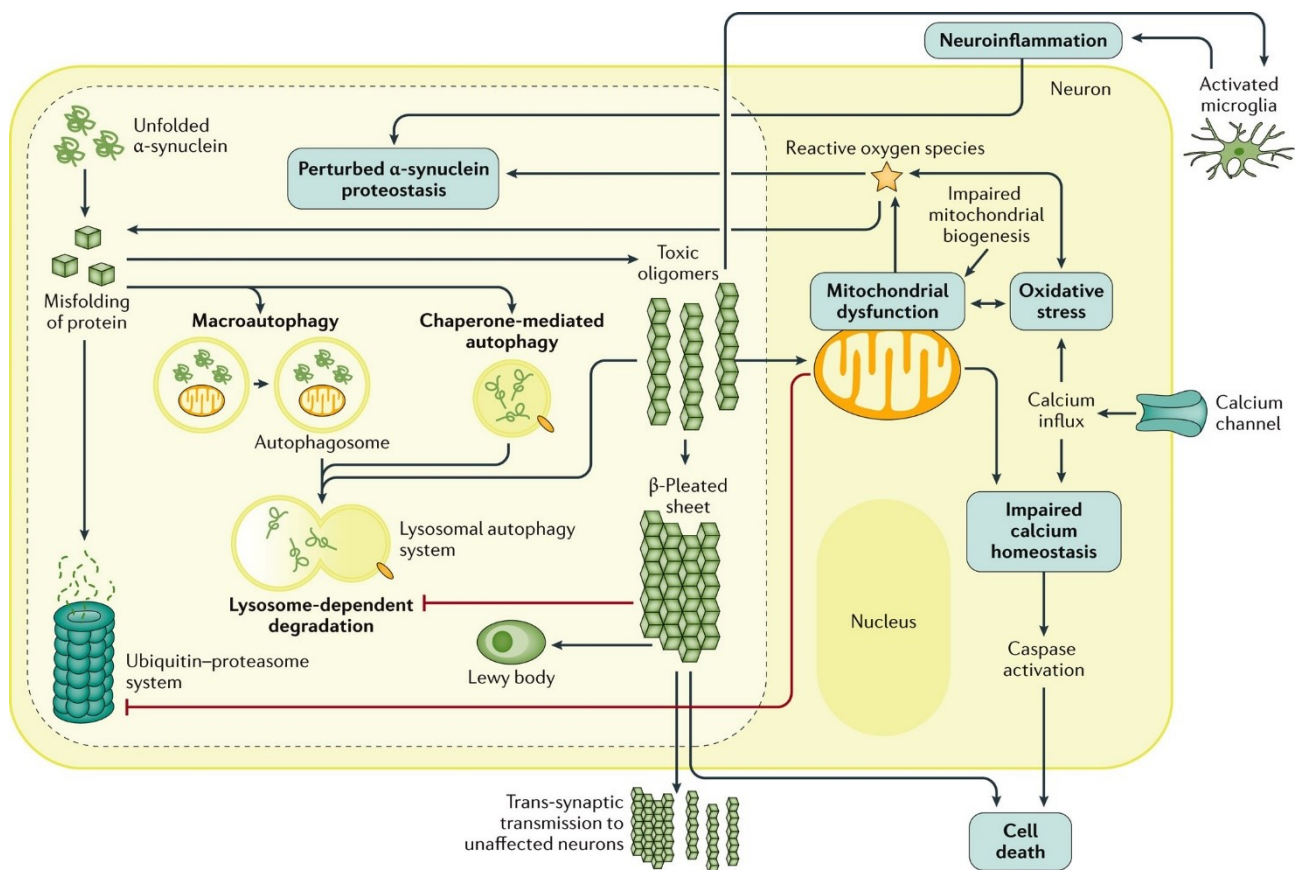 Neuroinflammation
Neuron
Activated
microglia
Unfolded
α-synuclein
Perturbed α-synuclein
proteostasis
Reactive oxygen species
Impaired
mitochondrial
biogenesis
Toxic
oligomers
Misfolding
of protein
Macroautophagy
Chaperone-mediated
autophagy
Mitochondrial
dysfunction
Oxidative
stress
Autophagosome
Calcium
influx
Calcium
channel
β-Pleated
sheet
Lysosomal autophagy
system
Impaired
calcium
homeostasis
Lysosome-dependent
degradation
Nucleus
Lewy body
Ubiquitin–proteasome
system
Caspase
activation
Trans-synaptic
transmission to
unaffected neurons
Cell
death